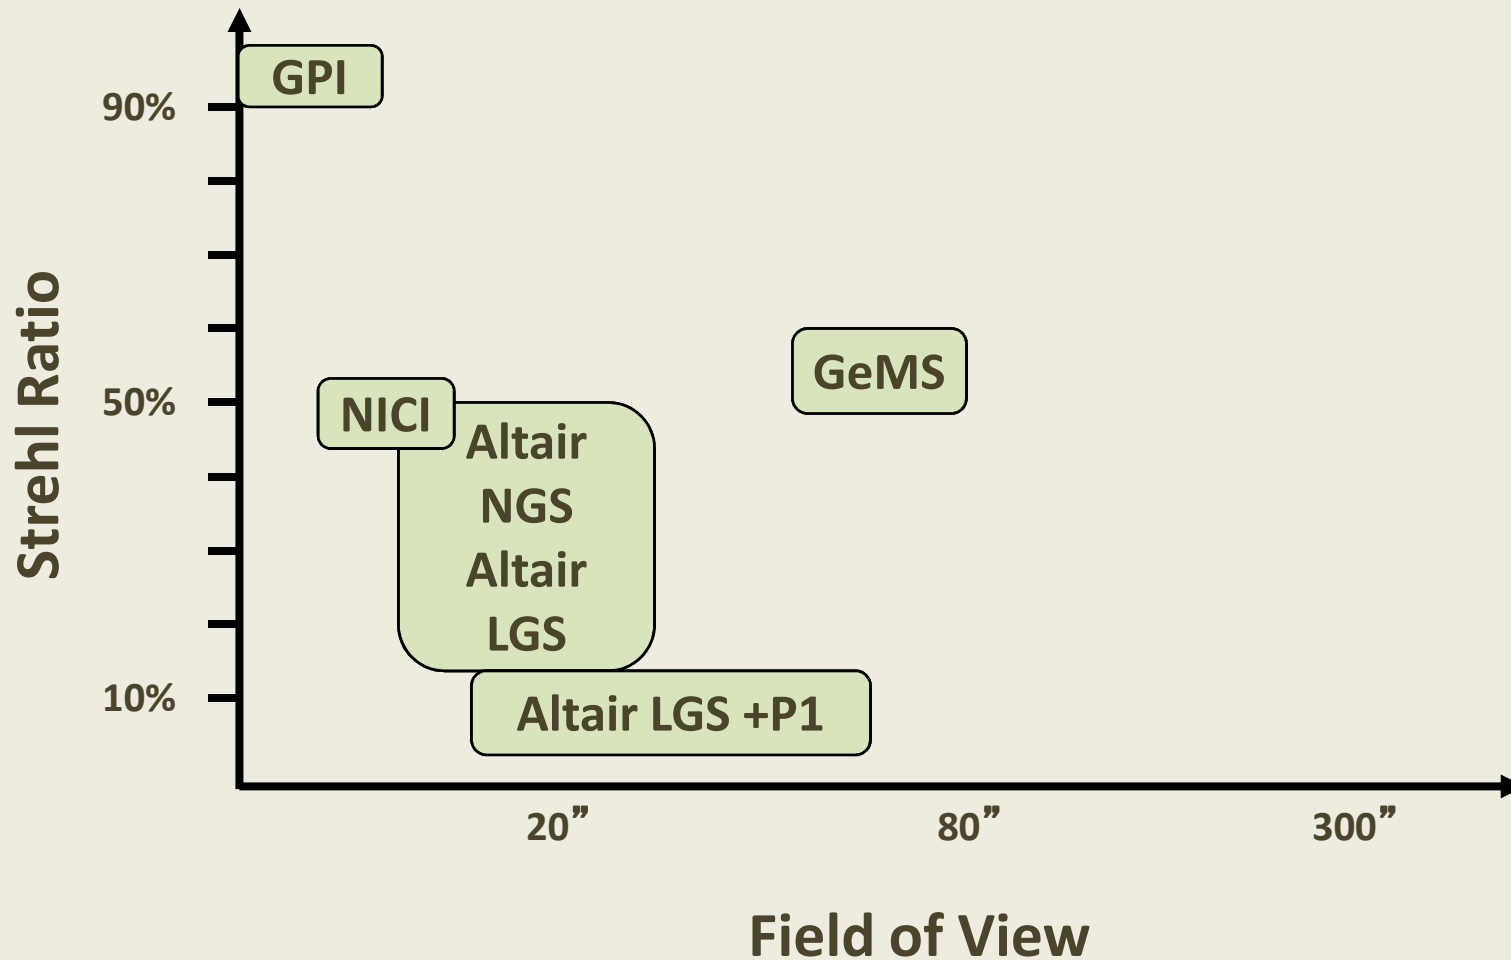 GPI
90%
GeMS
Strehl Ratio
50%
NICI
Altair
NGS
Altair
LGS
10%
Altair LGS +P1
20”
80”
300”
Field of View